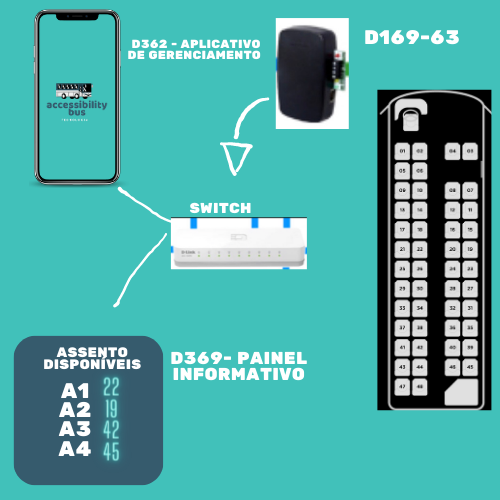 D362 - APLICATIVO
DE GERENCIAMENTO
D169-63
accessibility
bus
SWITCH
D-Link
ASSENTO
DISPONÍVEIS
A1 22
A2 19
A3 42
A4 45
D369- PAINEL
INFORMATIVO
01 02 04 03
05 06
09 10 08 07
13 14 12 11
17 18 16 15
21 22 20 19
25 26 24 23
29 30 28 27
33 34 32 31
37 38 36 35
41 42 40 39
43 44 46 45
47 48